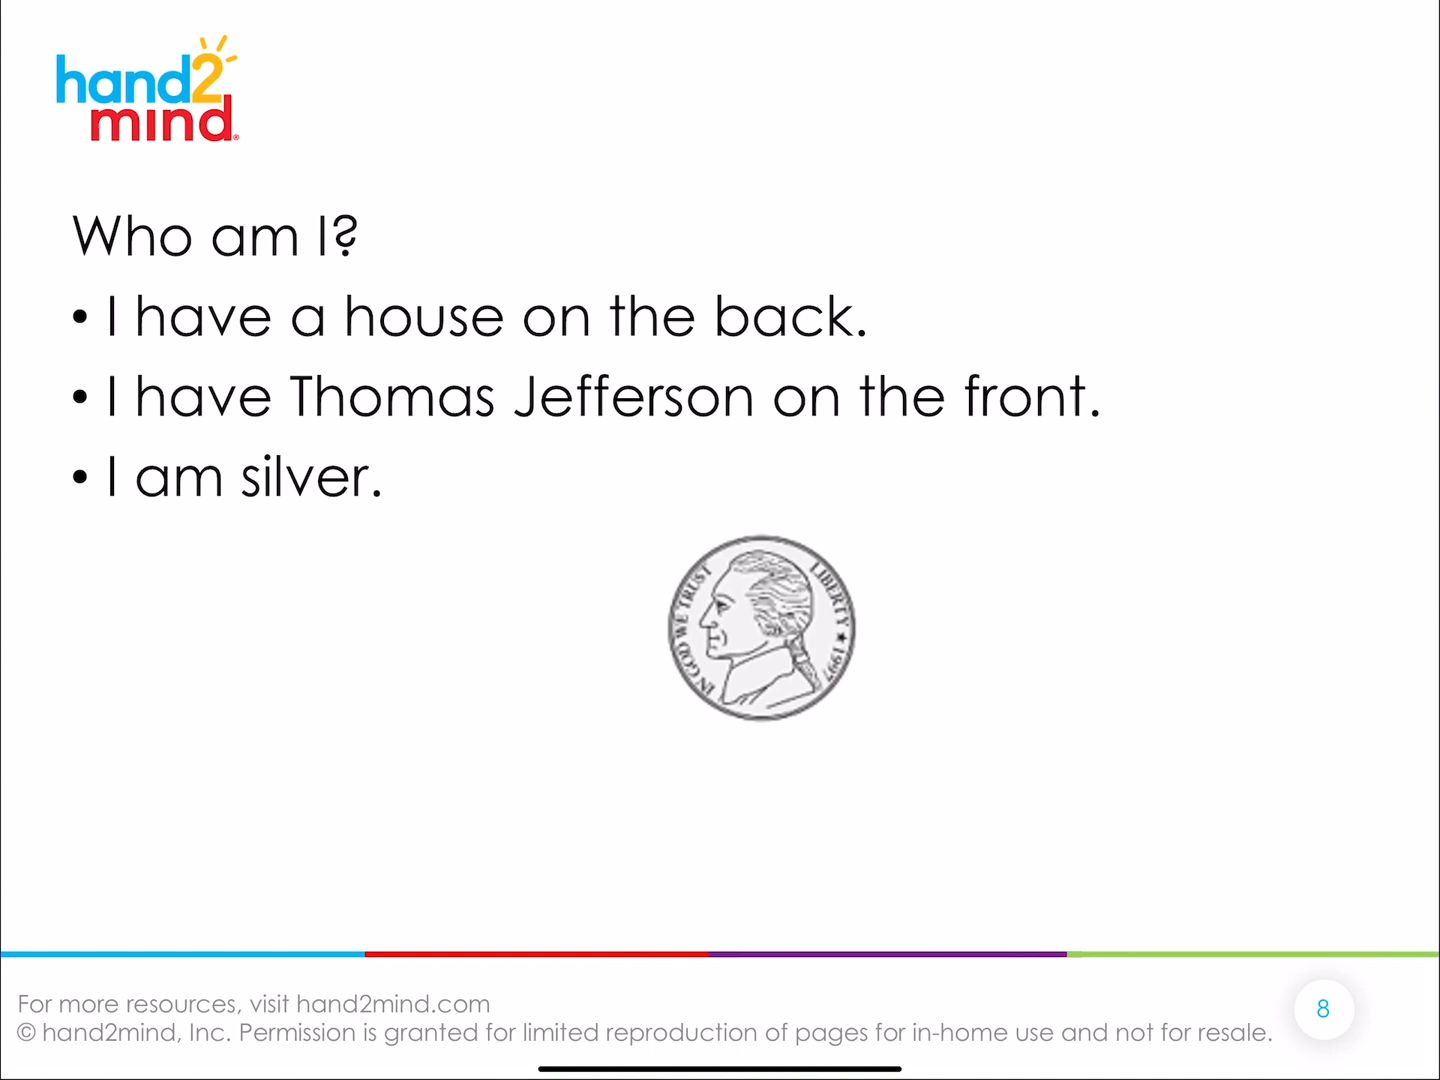 hand2
mind®
Who am I?
• I have a house on the back.
• I have Thomas Jefferson on the front.
• I am silver.
IN GOD WE TRUST
LIBERTY ★ 1997
For more resources, visit hand2mind.com
© hand2mind, Inc. Permission is granted for limited reproduction of pages for in-home use and not for resale.
8